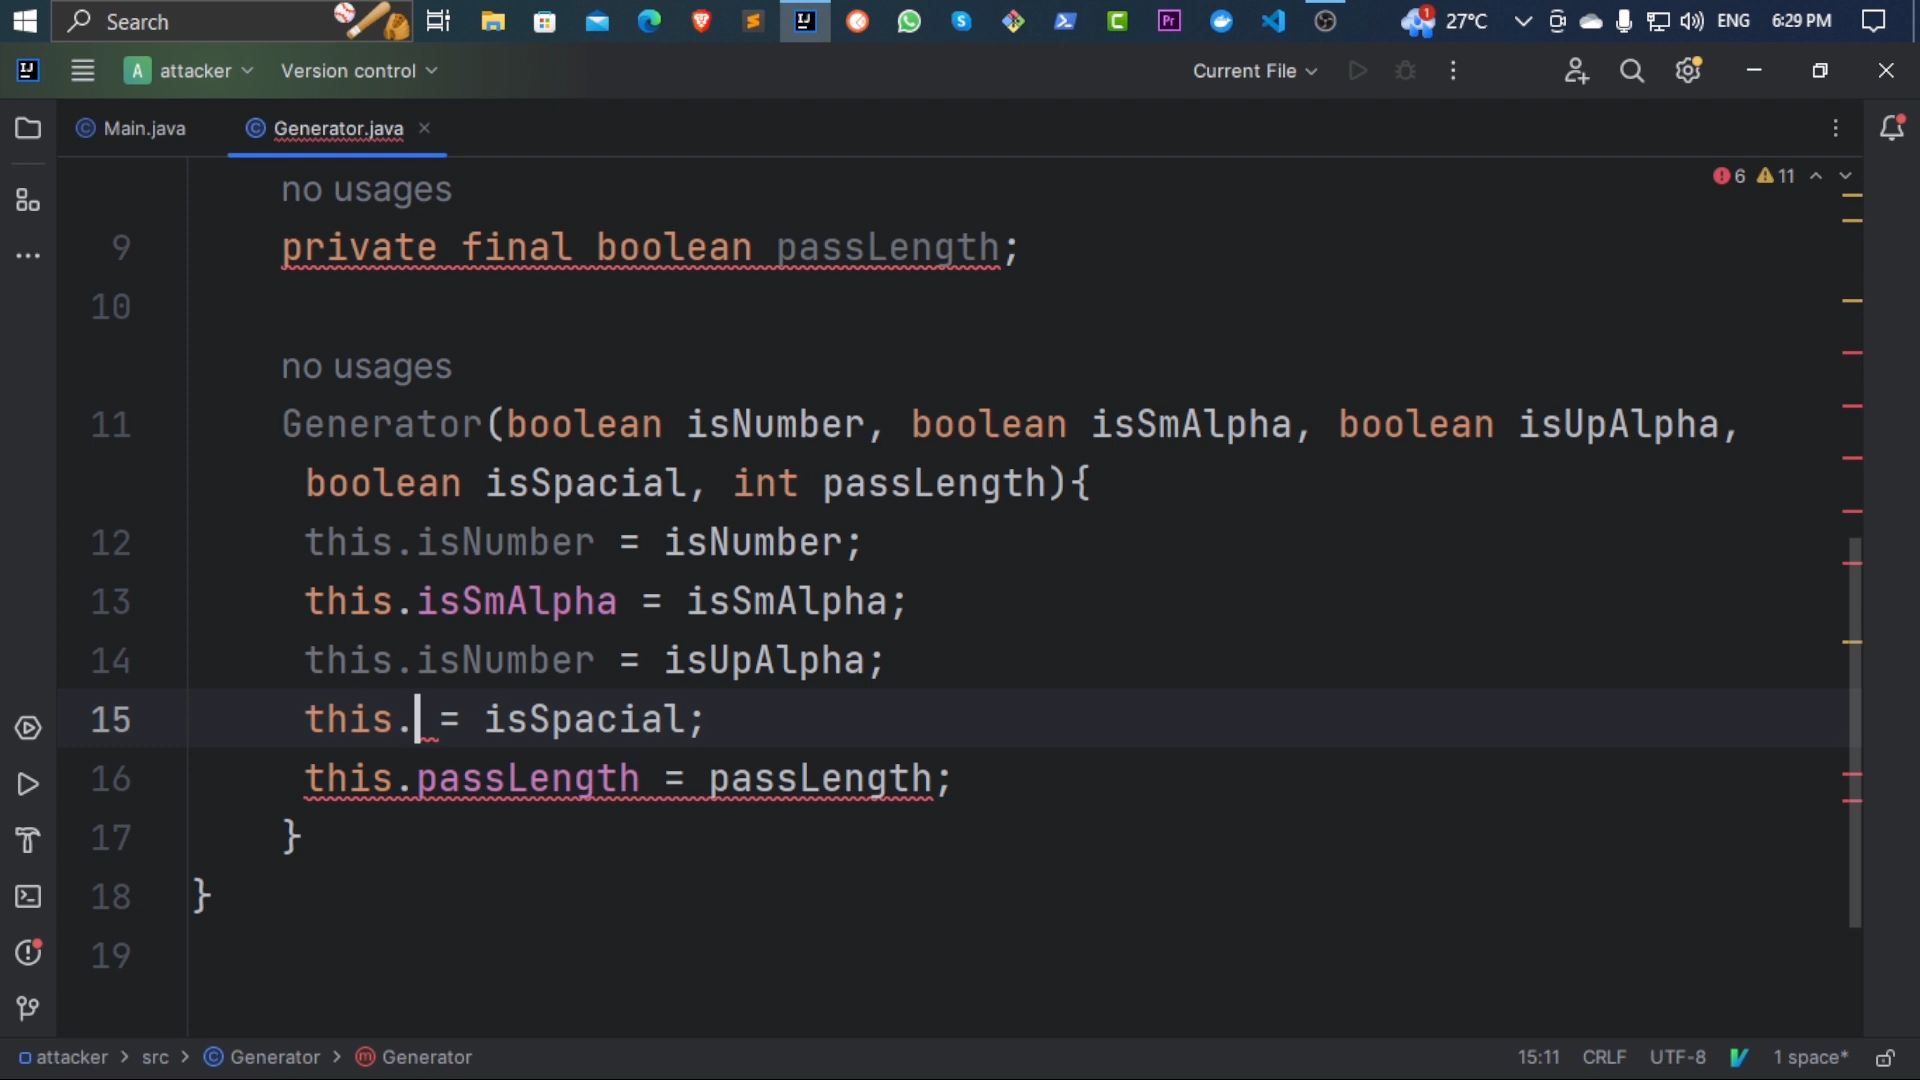 Search
27°C
ENG
6:29 PM
A attacker
Version control
Current File
Main.java
Generator.java
6 11
no usages
9 private final boolean passLength;
10
no usages
11 Generator(boolean isNumber, boolean isSmAlpha, boolean isUpAlpha,
boolean isSpacial, int passLength){
12 this.isNumber = isNumber;
13 this.isSmAlpha = isSmAlpha;
14 this.isNumber = isUpAlpha;
15 this. = isSpacial;
16 this.passLength = passLength;
17 }
18 }
19
attacker > src > Generator > Generator
15:11 CRLF UTF-8 1 space*